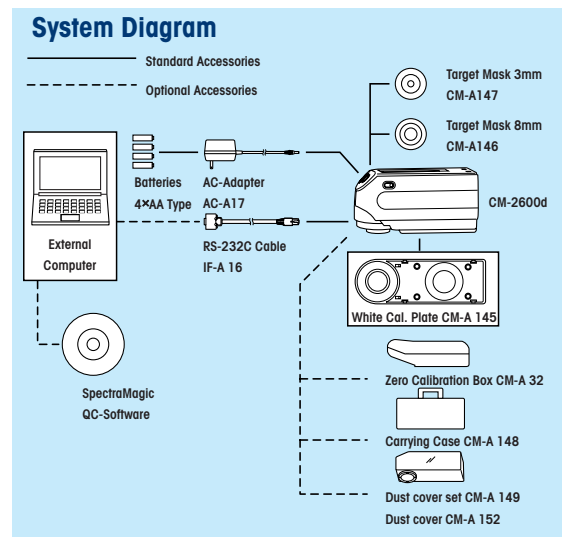 System Diagram
Standard Accessories
Optional Accessories
Target Mask 3mm
CM-A147
Target Mask 8mm
CM-A146
Batteries
4×AA Type
AC-Adapter
AC-A17
CM-2600d
RS-232C Cable
IF-A 16
External
Computer
White Cal. Plate CM-A 145
SpectraMagic
QC-Software
Zero Calibration Box CM-A 32
Carrying Case CM-A 148
Dust cover set CM-A 149
Dust cover CM-A 152